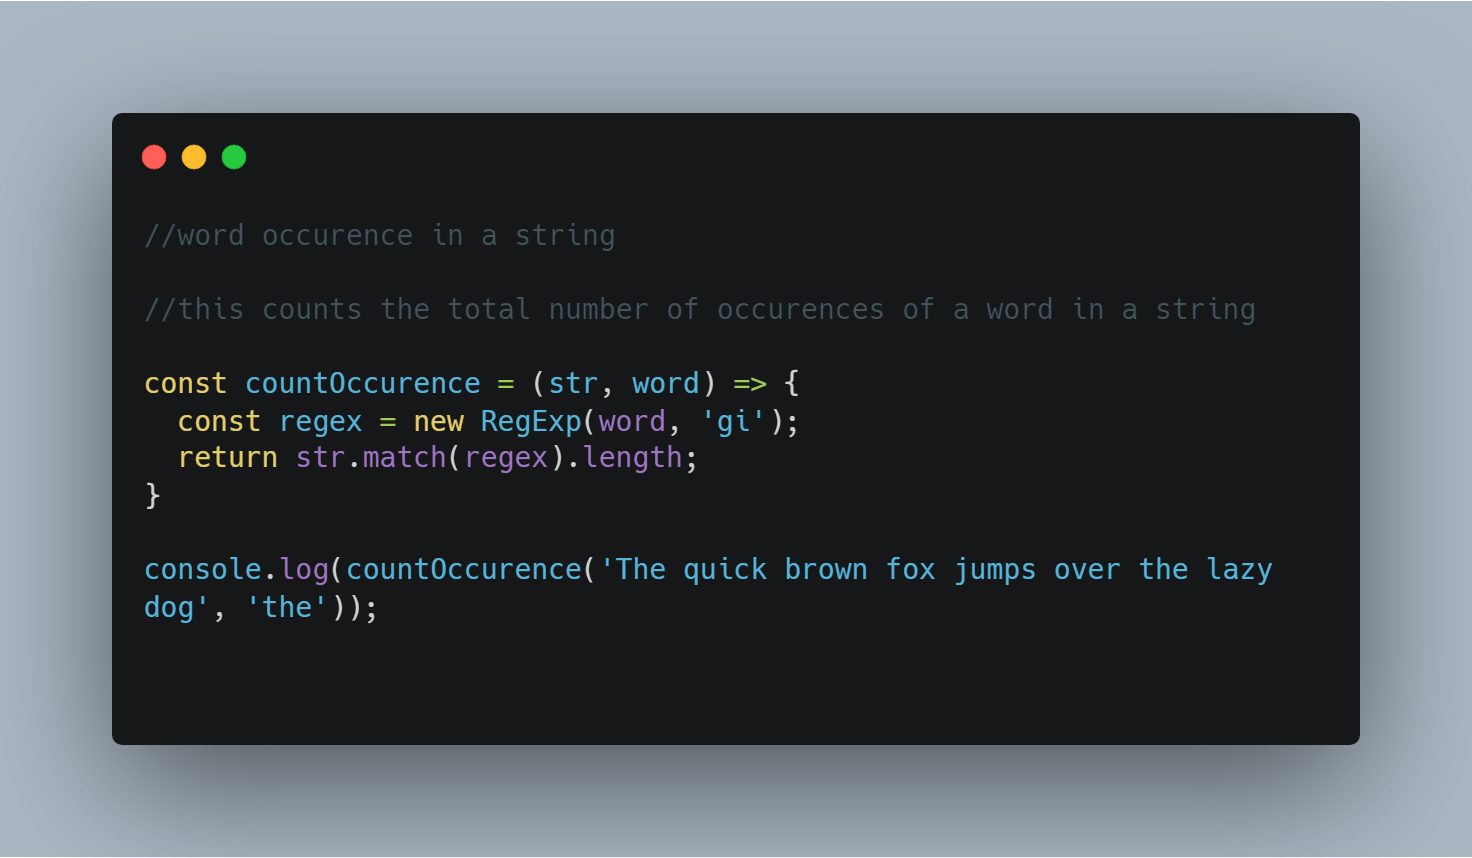 //word occurence in a string
//this counts the total number of occurences of a word in a string
const countOccurence = (str, word) => {
  const regex = new RegExp(word, 'gi');
  return str.match(regex).length;
}
console.log(countOccurence('The quick brown fox jumps over the lazy
dog', 'the'));